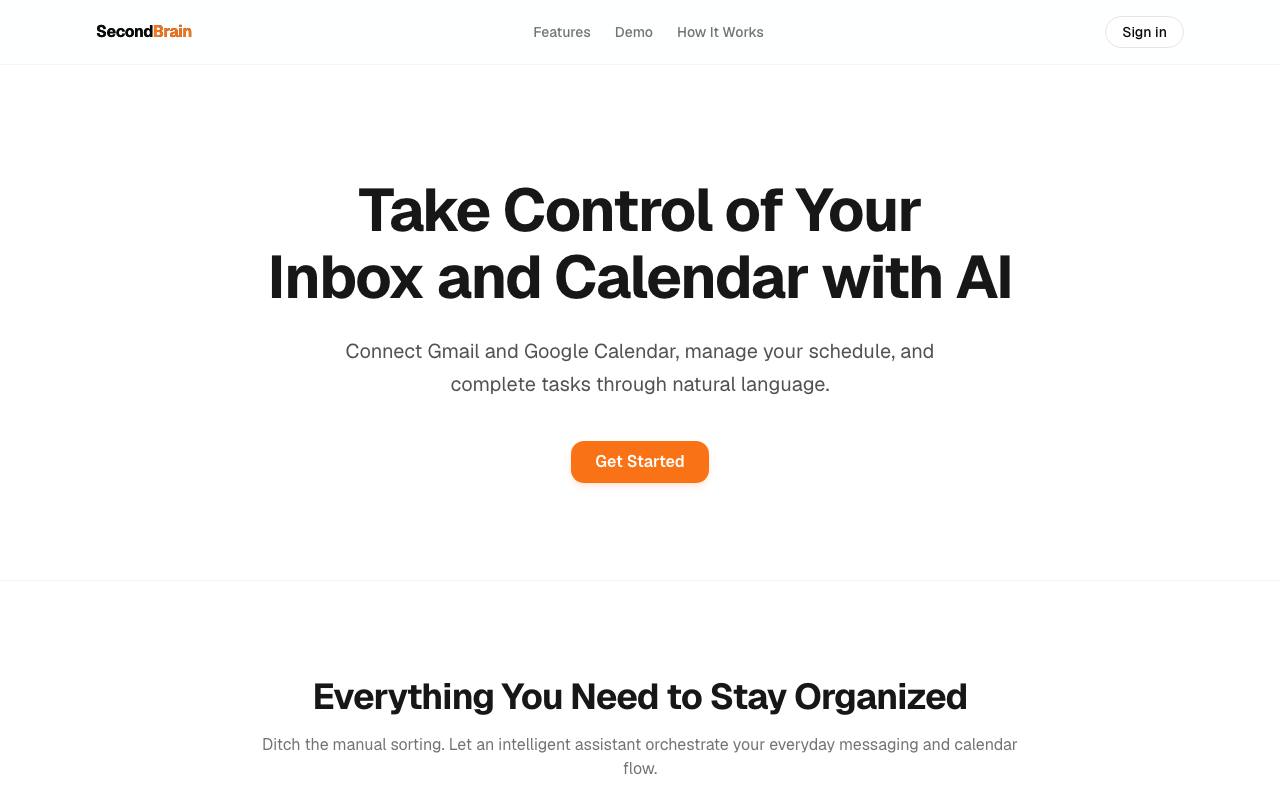 SecondBrain
Features
Demo
How It Works
Sign in
Take Control of Your
Inbox and Calendar with AI
Connect Gmail and Google Calendar, manage your schedule, and
complete tasks through natural language.
Get Started
Everything You Need to Stay Organized
Ditch the manual sorting. Let an intelligent assistant orchestrate your everyday messaging and calendar
flow.